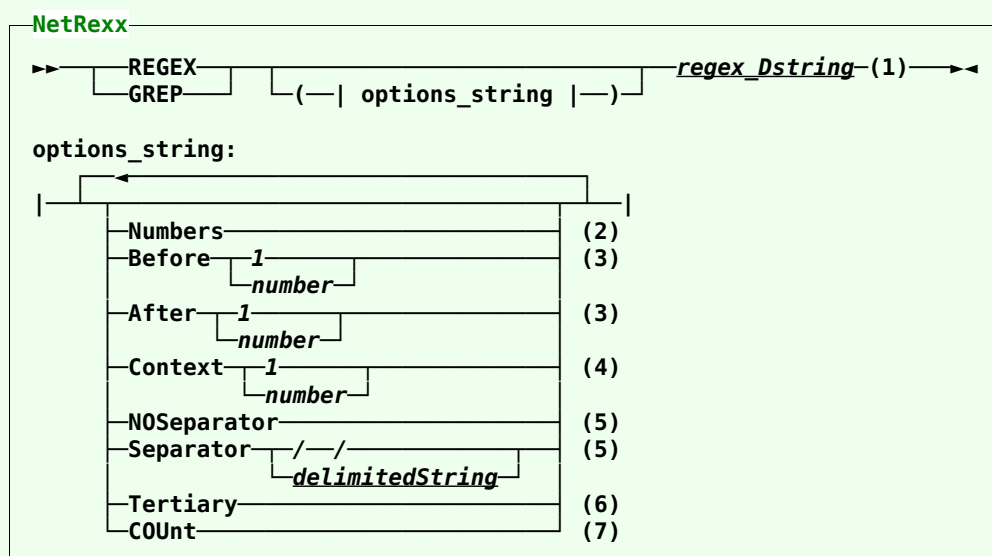 NetRexx
►►──┬──REGEX──┬──┬───────────────────────────┬──regex_Dstring─(1)───►◄
└──GREP───┘ └─(──| options_string |──)─┘
options_string:
┌──◄──────────────────────────────────┐
|──┴─┬─────────────────────────────────┬─┴──|
├─Numbers─────────────────────────┤ (2)
├─Before─┬─1──────┬───────────────┤ (3)
│ └─number─┘ │
├─After──┬─1──────┬────────────────┤ (3)
│ └─number─┘ │
├─Context─┬─1──────┬──────────────┤ (4)
│ └─number─┘ │
├─NOSeparator─────────────────────┤ (5)
├─Separator─┬─/──/─────────────┬──┤ (5)
│ └─delimitedString─┘ │
├─Tertiary────────────────────────┤ (6)
└─COUnt───────────────────────────┘ (7)